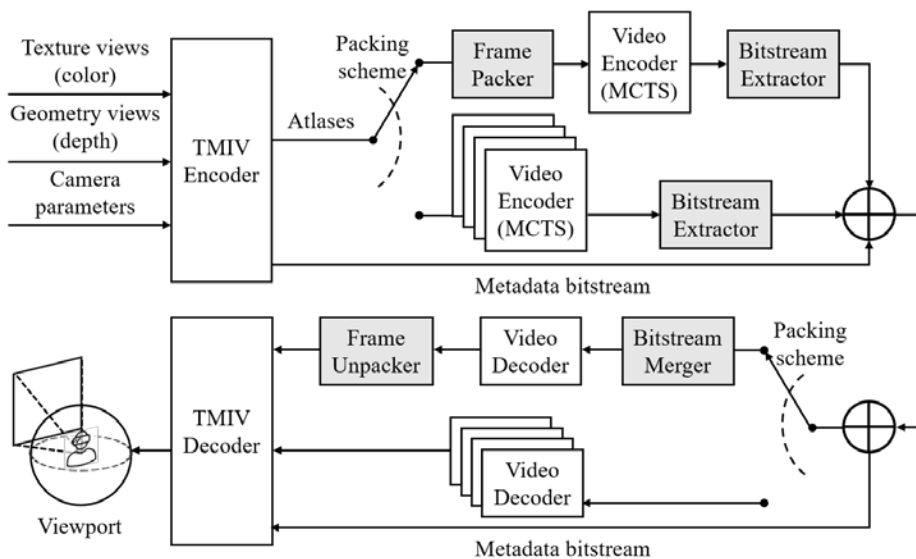 Texture views
(color)
Geometry views
(depth)
Camera
parameters
TMIV
Encoder
Atlases
Packing
scheme
Frame
Packer
Video
Encoder
(MCTS)
Bitstream
Extractor
Video
Encoder
(MCTS)
Bitstream
Extractor
Metadata bitstream
Viewport
TMIV
Decoder
Frame
Unpacker
Video
Decoder
Bitstream
Merger
Packing
scheme
Video
Decoder
Metadata bitstream